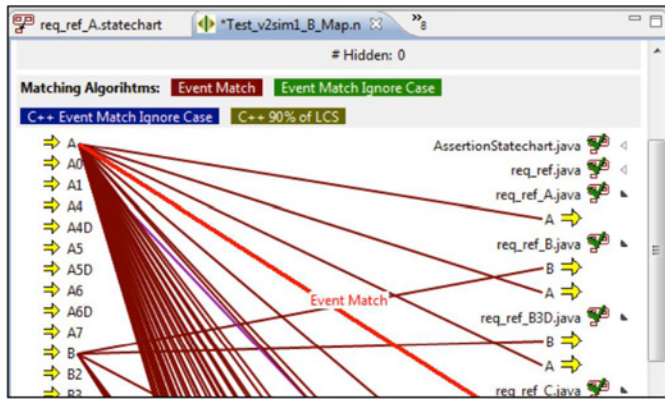 req_ref_A.statechart
*Test_v2sim1_B_Map.n
»8
# Hidden: 0
Matching Algorihtms: Event Match Event Match Ignore Case
C++ Event Match Ignore Case C++ 90% of LCS
A
A0
A1
A4
A4D
A5
A5D
A6
A6D
A7
B
B2
B3
AssertionStatechart.java
req_ref.java
req_ref_A.java
A
req_ref_B.java
B
A
req_ref_B3D.java
B
A
req_ref_C.java
Event Match